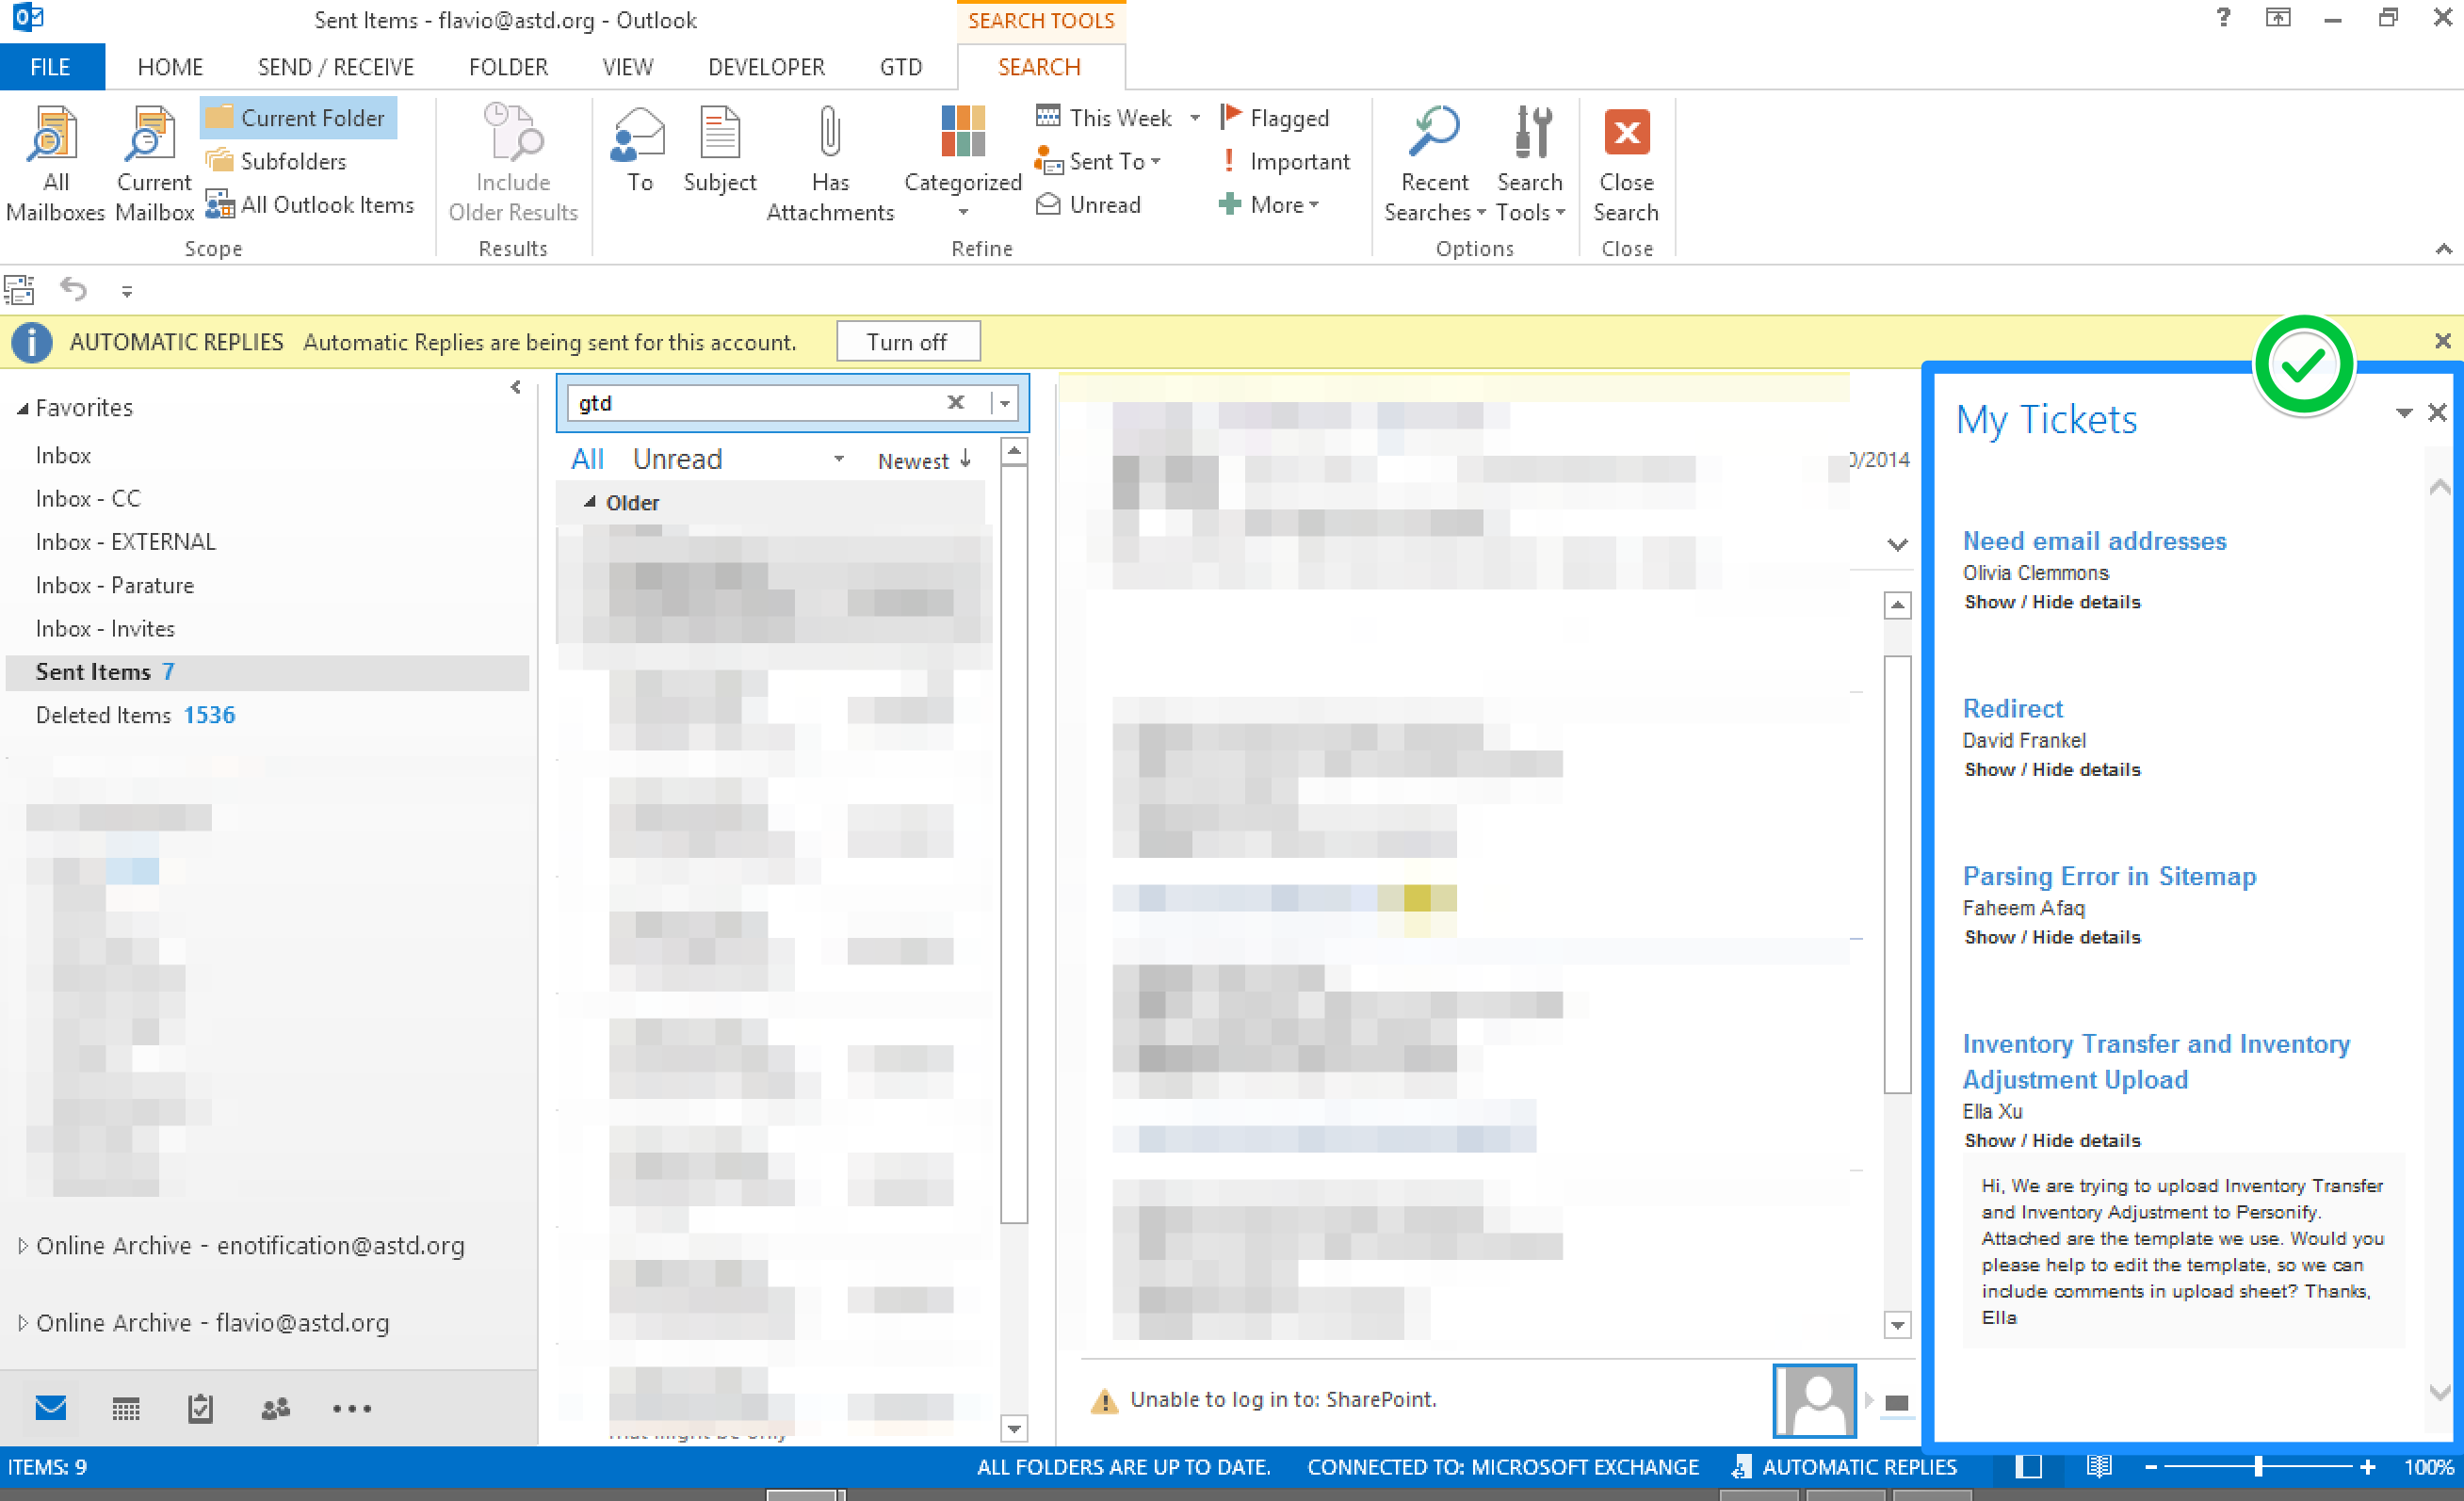 Sent Items - flavio@astd.org - Outlook
SEARCH TOOLS
FILE HOME SEND / RECEIVE FOLDER VIEW DEVELOPER GTD SEARCH
All Mailboxes
Current Mailbox
Current Folder
Subfolders
All Outlook Items
Scope
Include Older Results
Results
To
Subject
Has Attachments
Categorized
This Week
Sent To
Unread
Flagged
Important
More
Refine
Recent Searches
Search Tools
Options
Close Search
Close
AUTOMATIC REPLIES Automatic Replies are being sent for this account. Turn off
Favorites
Inbox
Inbox - CC
Inbox - EXTERNAL
Inbox - Parature
Inbox - Invites
Sent Items 7
Deleted Items 1536
Online Archive - enotification@astd.org
Online Archive - flavio@astd.org
gtd
All Unread Newest
Older
0/2014
Unable to log in to: SharePoint.
My Tickets
Need email addresses
Olivia Clemmons
Show / Hide details
Redirect
David Frankel
Show / Hide details
Parsing Error in Sitemap
Faheem Afaq
Show / Hide details
Inventory Transfer and Inventory
Adjustment Upload
Ella Xu
Show / Hide details
Hi, We are trying to upload Inventory Transfer
and Inventory Adjustment to Personify.
Attached are the template we use. Would you
please help to edit the template, so we can
include comments in upload sheet? Thanks,
Ella
ITEMS: 9
ALL FOLDERS ARE UP TO DATE. CONNECTED TO: MICROSOFT EXCHANGE AUTOMATIC REPLIES 100%